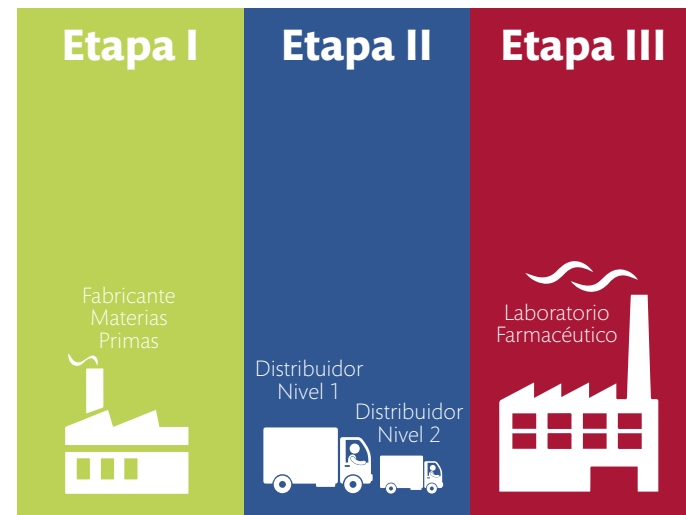 Etapa I
Etapa II
Etapa III
Fabricante
Materias
Primas
Distribuidor
Nivel 1
Distribuidor
Nivel 2
Laboratorio
Farmacéutico